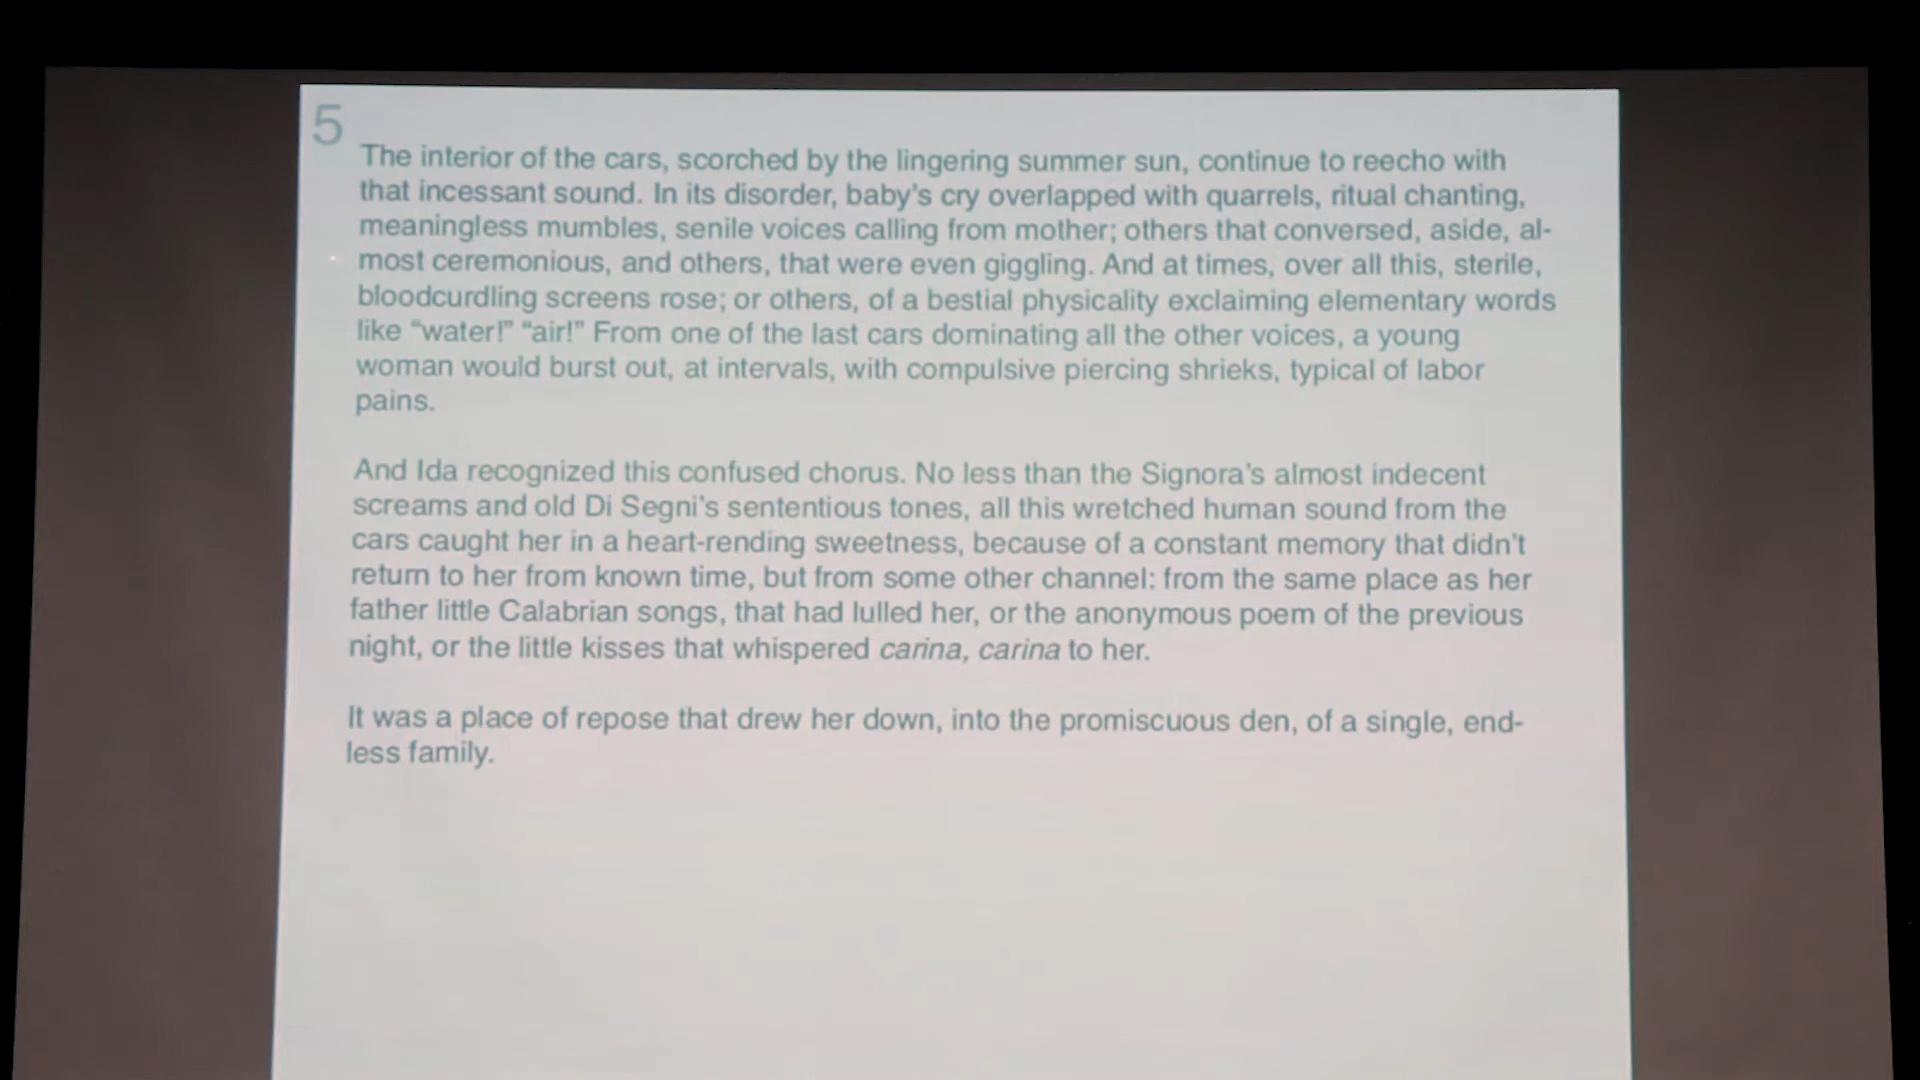 5
The interior of the cars, scorched by the lingering summer sun, continue to reecho with
that incessant sound. In its disorder, baby’s cry overlapped with quarrels, ritual chanting,
meaningless mumbles, senile voices calling from mother; others that conversed, aside, al-
most ceremonious, and others, that were even giggling. And at times, over all this, sterile,
bloodcurdling screens rose; or others, of a bestial physicality exclaiming elementary words
like “water!” “air!” From one of the last cars dominating all the other voices, a young
woman would burst out, at intervals, with compulsive piercing shrieks, typical of labor
pains.
And Ida recognized this confused chorus. No less than the Signora’s almost indecent
screams and old Di Segni’s sententious tones, all this wretched human sound from the
cars caught her in a heart-rending sweetness, because of a constant memory that didn’t
return to her from known time, but from some other channel: from the same place as her
father little Calabrian songs, that had lulled her, or the anonymous poem of the previous
night, or the little kisses that whispered carina, carina to her.
It was a place of repose that drew her down, into the promiscuous den, of a single, end-
less family.